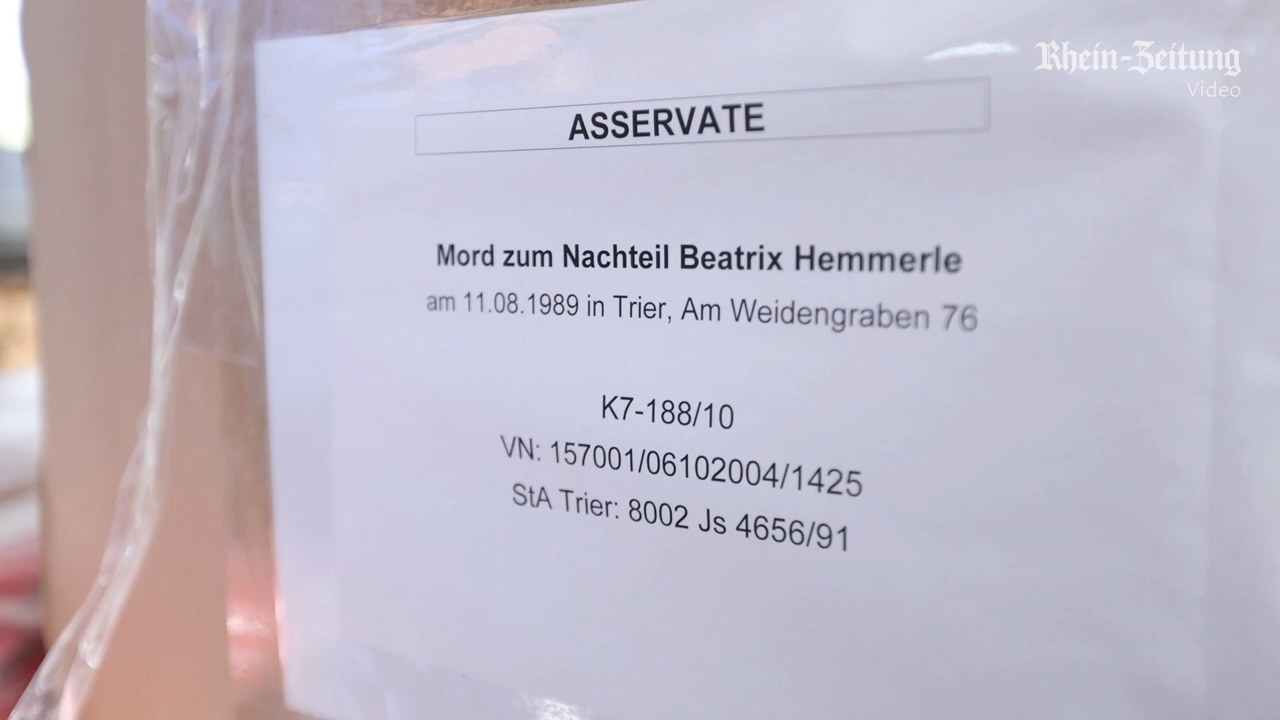 Rhein-Zeitung
Video
ASSERVATE
Mord zum Nachteil Beatrix Hemmerle
am 11.08.1989 in Trier, Am Weidengraben 76
K7-188/10
VN: 157001/06102004/1425
StA Trier: 8002 Js 4656/91